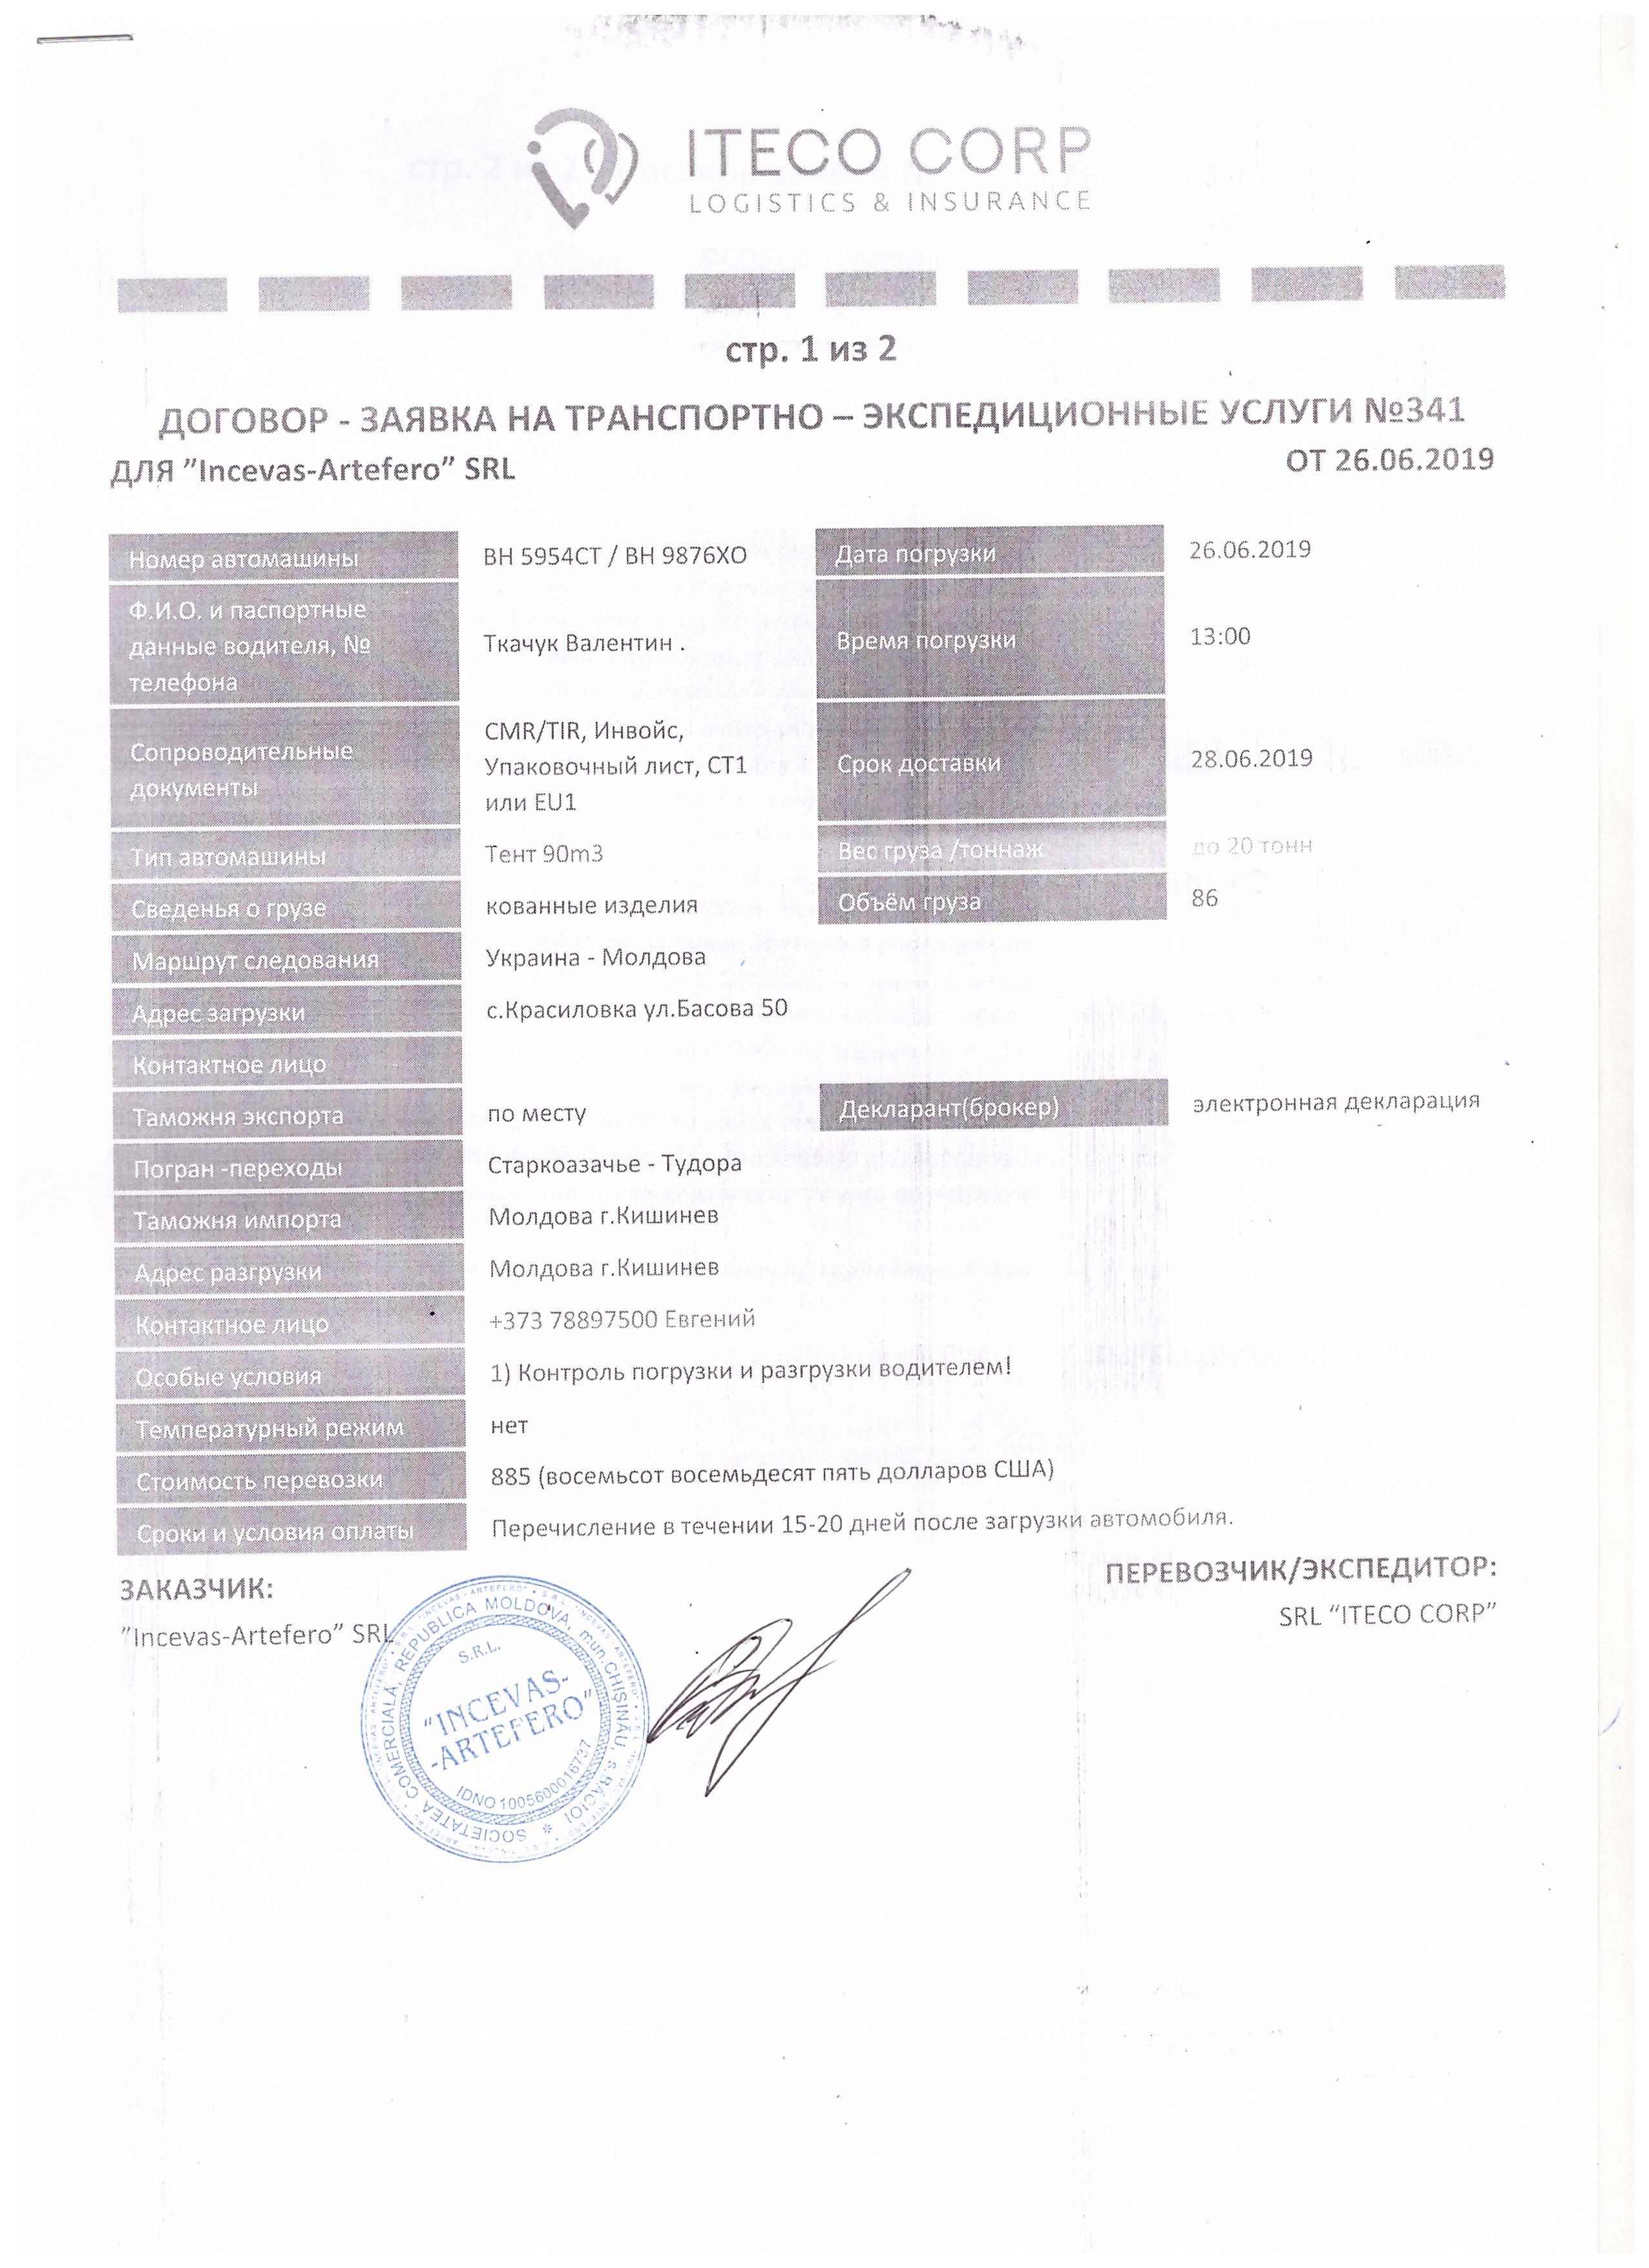 ITECO CORP
LOGISTICS & INSURANCE
стр. 1 из 2
ДОГОВОР - ЗАЯВКА НА ТРАНСПОРТНО – ЭКСПЕДИЦИОННЫЕ УСЛУГИ №341
ДЛЯ ”Incevas-Artefero” SRL ОТ 26.06.2019
Номер автомашины ВН 5954СТ / ВН 9876ХО Дата погрузки 26.06.2019
Ф.И.О. и паспортные
данные водителя, №
телефона
Ткачук Валентин . Время погрузки 13:00
Сопроводительные
документы
CMR/TIR, Инвойс,
Упаковочный лист, СТ1
или EU1
Срок доставки 28.06.2019
Тип автомашины Тент 90m3 Вес груза /тоннаж до 20 тонн
Сведенья о грузе кованные изделия Объём груза 86
Маршрут следования Украина - Молдова
Адрес загрузки с.Красиловка ул.Басова 50
Контактное лицо
Таможня экспорта по месту Декларант(брокер) электронная декларация
Погран -переходы Старкоазачье - Тудора
Таможня импорта Молдова г.Кишинев
Адрес разгрузки Молдова г.Кишинев
Контактное лицо +373 78897500 Евгений
Особые условия 1) Контроль погрузки и разгрузки водителем!
Температурный режим нет
Стоимость перевозки 885 (восемьсот восемьдесят пять долларов США)
Сроки и условия оплаты Перечисление в течении 15-20 дней после загрузки автомобиля.
ЗАКАЗЧИК: ПЕРЕВОЗЧИК/ЭКСПЕДИТОР:
”Incevas-Artefero” SRL SRL “ITECO CORP”
SOCIETATEA COMERCIALĂ, REPUBLICA MOLDOVA, mun.CHIŞINĂU, s.BĂCIOI *
S.R.L.
“INCEVAS-
-ARTEFERO”
IDNO 1005600016737